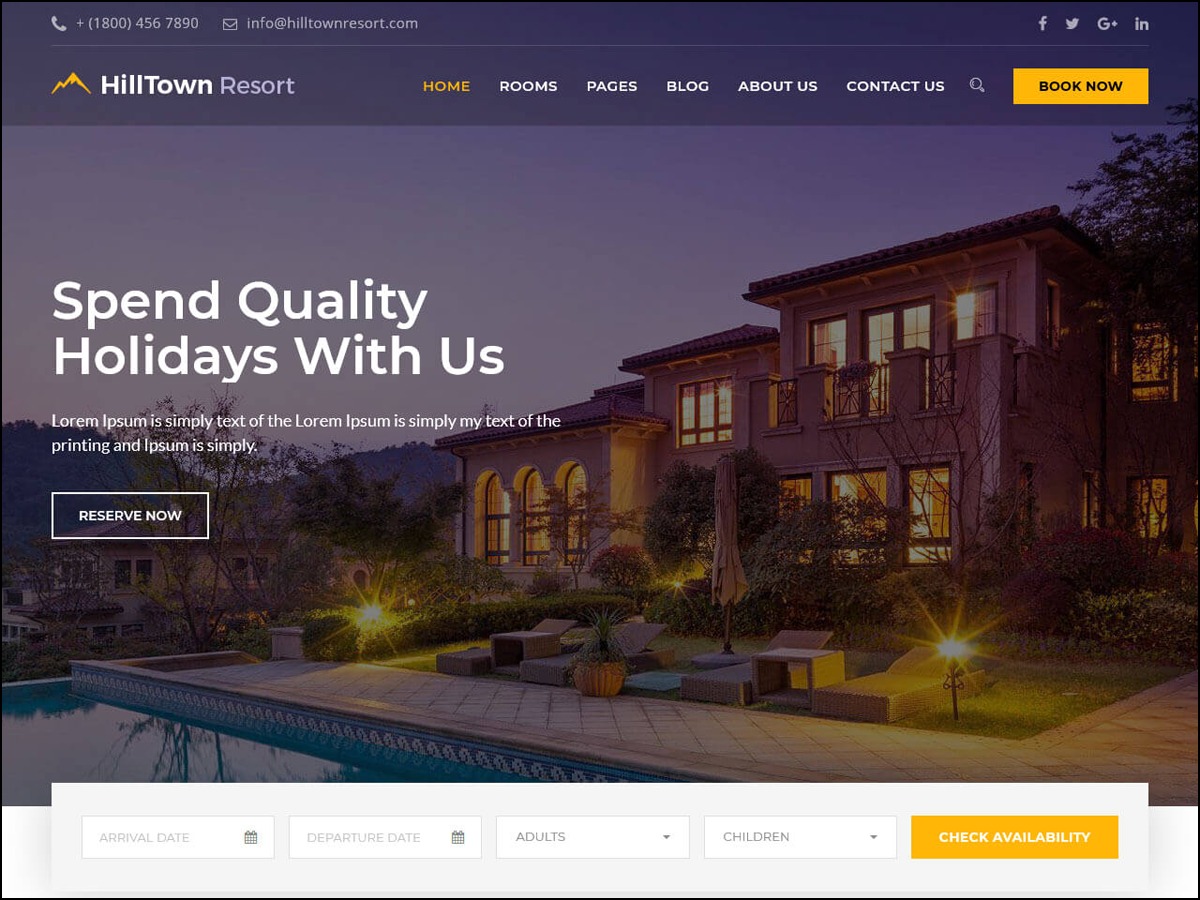 + (1800) 456 7890 info@hilltownresort.com
HillTown Resort HOME ROOMS PAGES BLOG ABOUT US CONTACT US BOOK NOW
Spend Quality
Holidays With Us
Lorem Ipsum is simply text of the Lorem Ipsum is simply my text of the
printing and Ipsum is simply.
RESERVE NOW
ARRIVAL DATE DEPARTURE DATE ADULTS CHILDREN CHECK AVAILABILITY